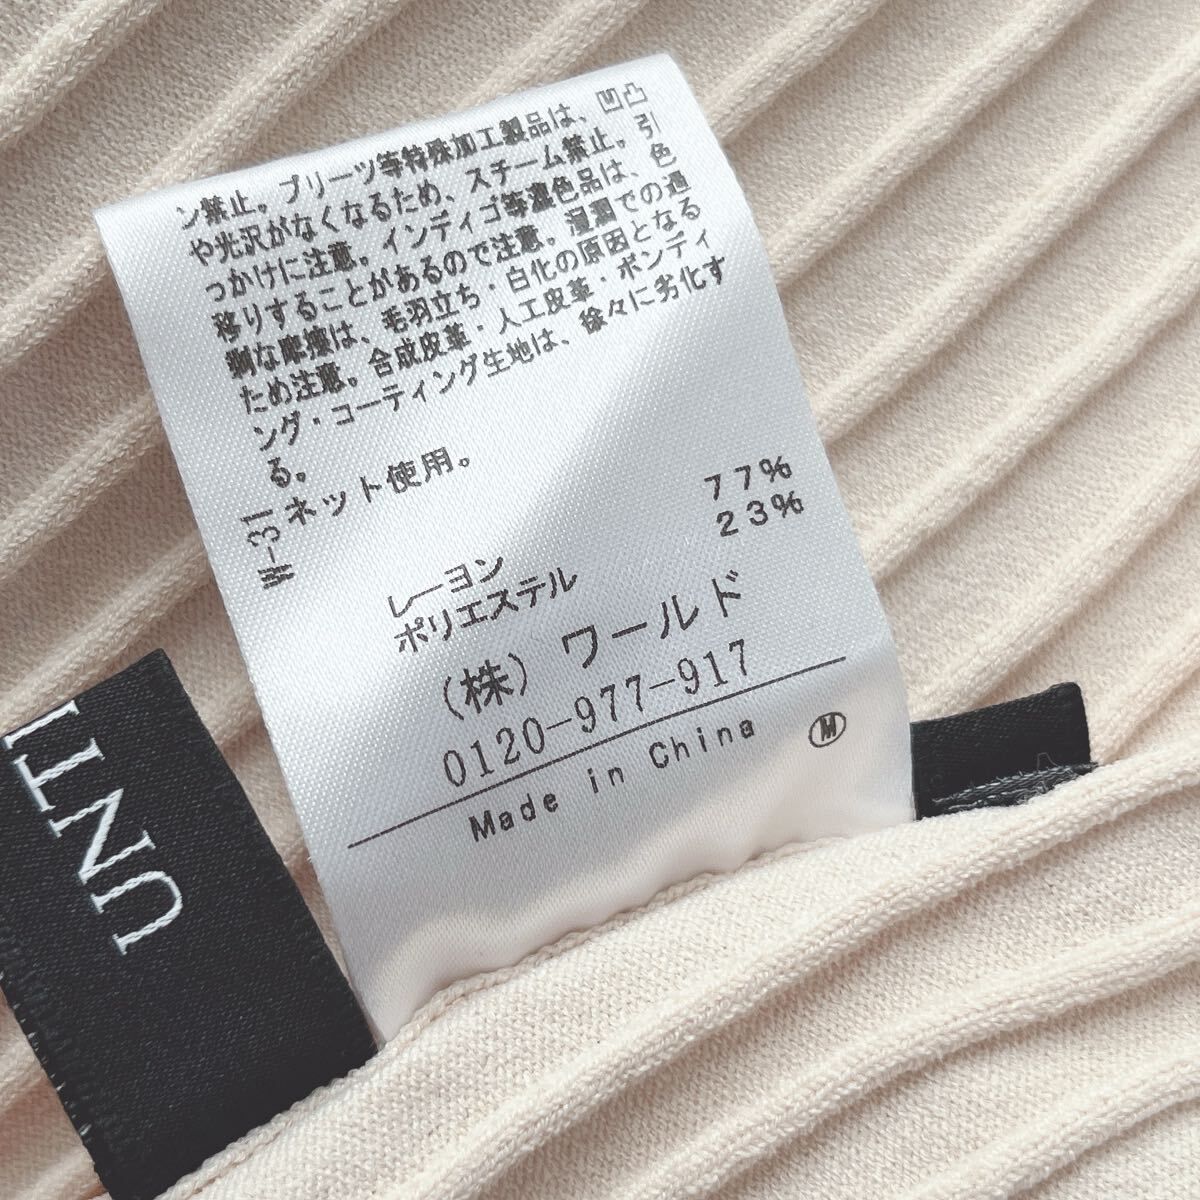 ン禁止。プリーツ等特殊加工製品は、凹凸
や光沢がなくなるため、スチーム禁止。引
っかけに注意。インディゴ等濃色品は、色
移りすることがあるので注意。湿潤での過
剰な摩擦は、毛羽立ち・白化の原因となる
ため注意。合成皮革・人工皮革・ボンディ
ング・コーティング生地は、徐々に劣化す
る。
ネット使用。
W-31
レーヨン 77%
ポリエステル 23%
(株) ワールド
0120-977-917
Made in China
M
UNTI